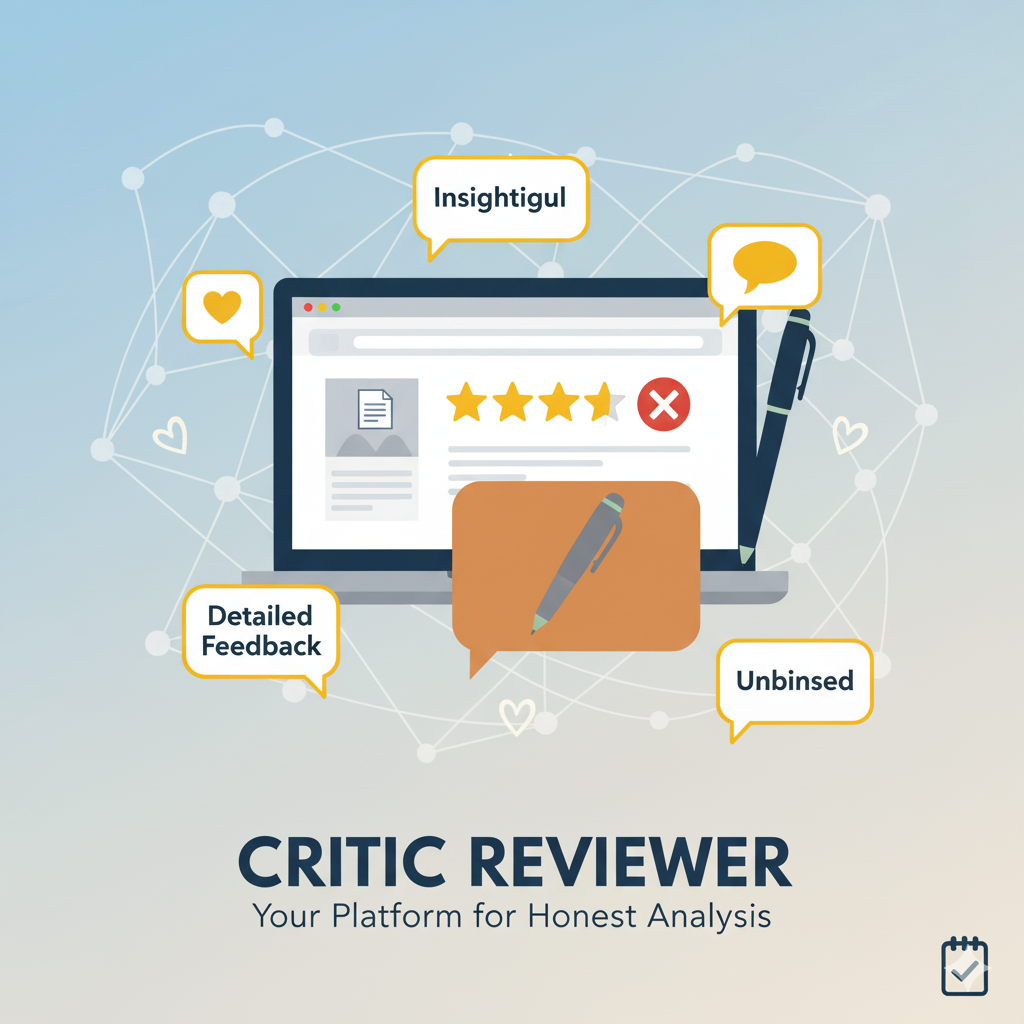 Insightigul
Detailed
Feedback
Unbinsed
CRITIC REVIEWER
Your Platform for Honest Analysis